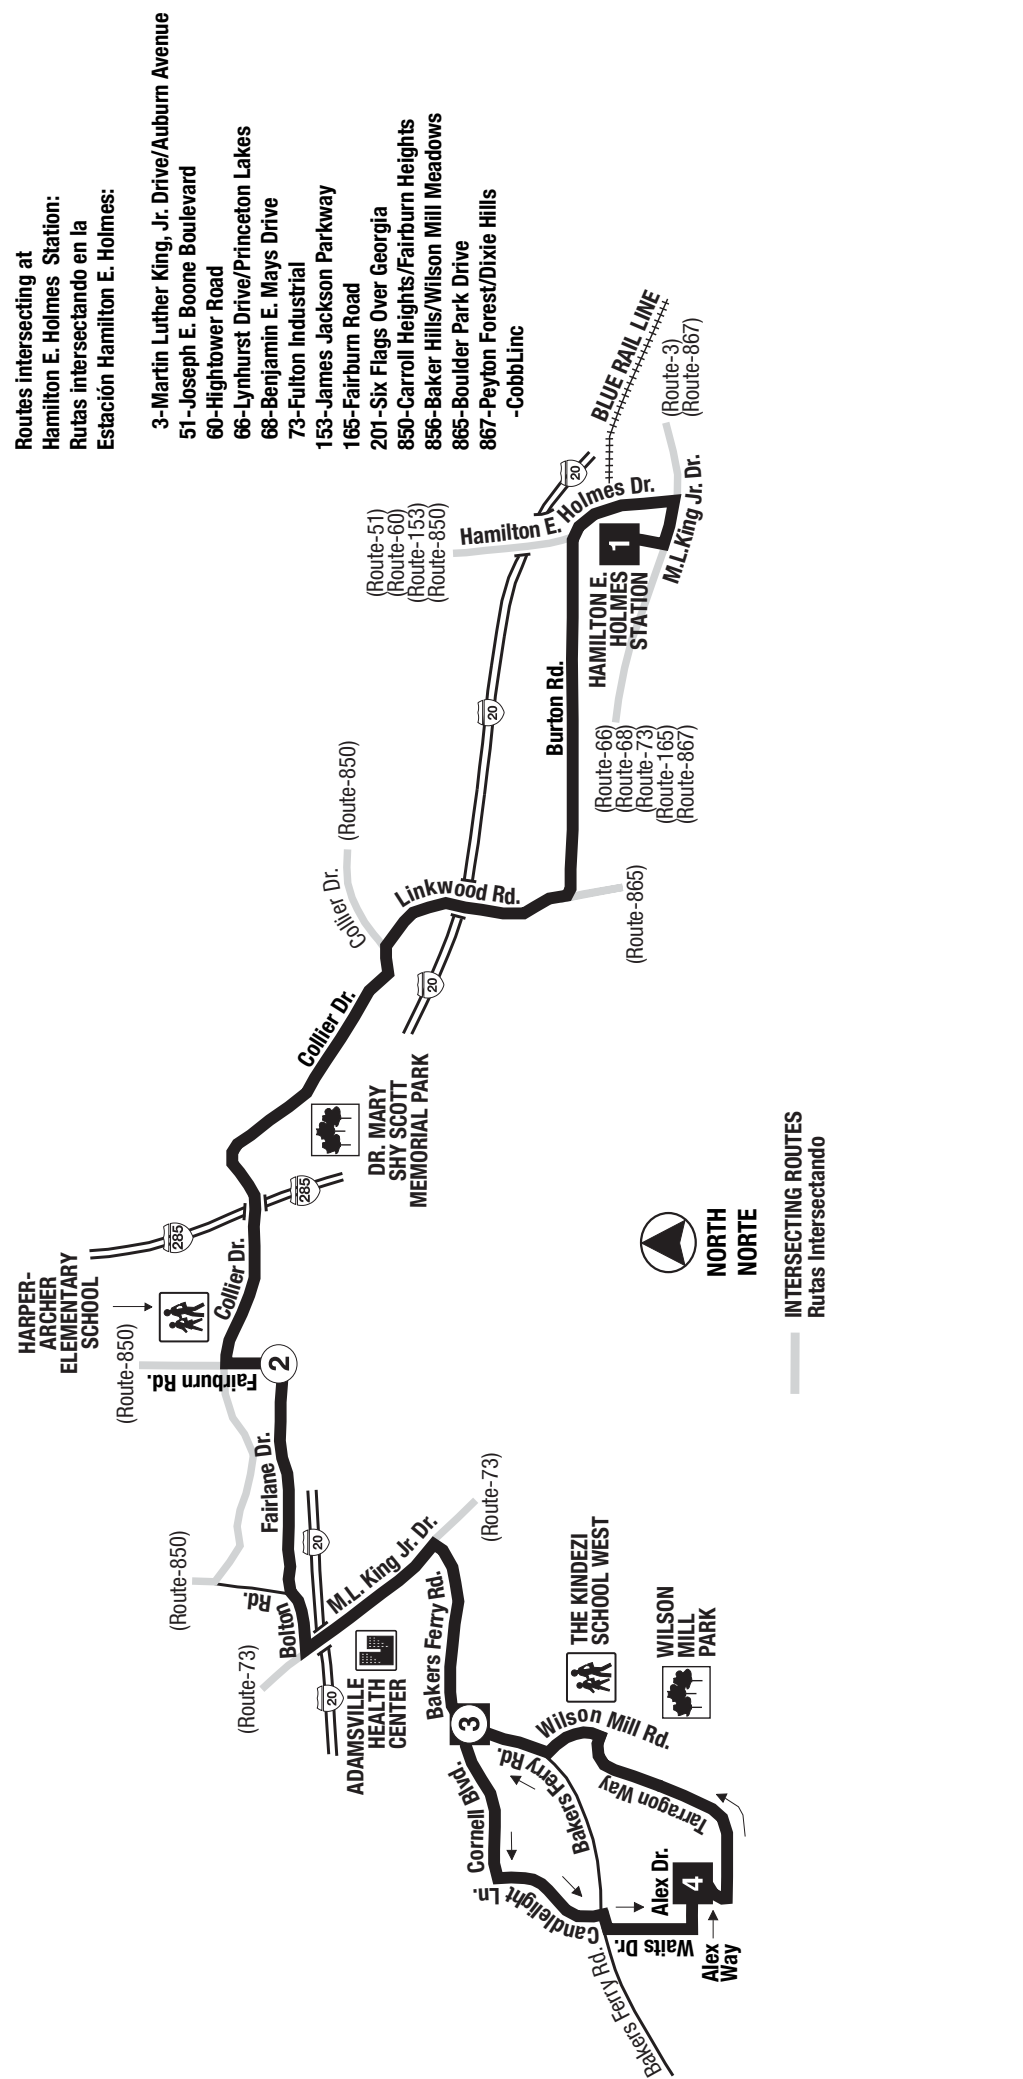 Routes intersecting at
Hamilton E. Holmes  Station:
Rutas intersectando en la
Estación Hamilton E. Holmes:
3-Martin Luther King, Jr. Drive/Auburn Avenue
51-Joseph E. Boone Boulevard
60-Hightower Road
66-Lynhurst Drive/Princeton Lakes
68-Benjamin E. Mays Drive
73-Fulton Industrial
153-James Jackson Parkway
165-Fairburn Road
201-Six Flags Over Georgia
850-Carroll Heights/Fairburn Heights
856-Baker Hills/Wilson Mill Meadows
865-Boulder Park Drive
867-Peyton Forest/Dixie Hills
-CobbLinc
HARPER-
ARCHER
ELEMENTARY
SCHOOL
285
285
(Route-850)
Fairburn Rd.
Collier Dr.
2
(Route-850)
Bolton
Rd.
Fairlane Dr.
20
20
(Route-73)
M.L. King Jr. Dr.
(Route-73)
ADAMSVILLE
HEALTH
CENTER
Bakers Ferry Rd.
3
Cornell Blvd.
Candlelight Ln.
Bakers Ferry Rd.
Bakers Ferry Rd.
Wilson Mill Rd.
THE KINDEZI
SCHOOL WEST
WILSON
MILL
PARK
Tarragon Way
Waits Dr.
Alex Dr.
4
Alex
Way
Collier Dr.
DR. MARY
SHY SCOTT
MEMORIAL PARK
Collier Dr.
(Route-850)
Linkwood Rd.
20
20
(Route-865)
Burton Rd.
(Route-51)
(Route-60)
(Route-153)
(Route-850)
Hamilton E. Holmes Dr.
20
BLUE RAIL LINE
1
HAMILTON E.
HOLMES
STATION
M.L.King Jr. Dr.
(Route-3)
(Route-867)
(Route-66)
(Route-68)
(Route-73)
(Route-165)
(Route-867)
NORTH
NORTE
INTERSECTING ROUTES
Rutas Intersectando